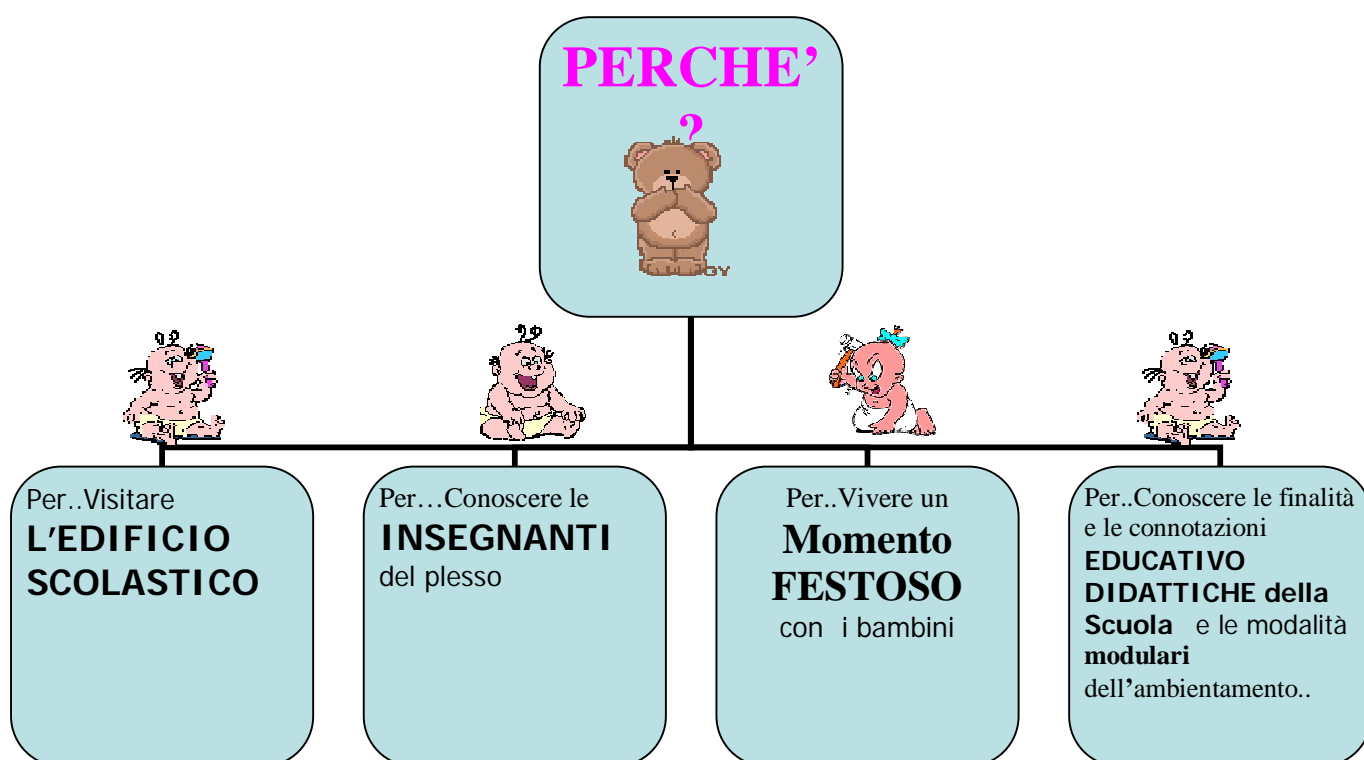 PERCHE’
?
GY
Per..Visitare
L’EDIFICIO
SCOLASTICO
Per…Conoscere le
INSEGNANTI
del plesso
Per..Vivere un
Momento
FESTOSO
con i bambini
Per..Conoscere le finalità
e le connotazioni
EDUCATIVO
DIDATTICHE della
Scuola e le modalità
modulari
dell’ambientamento..